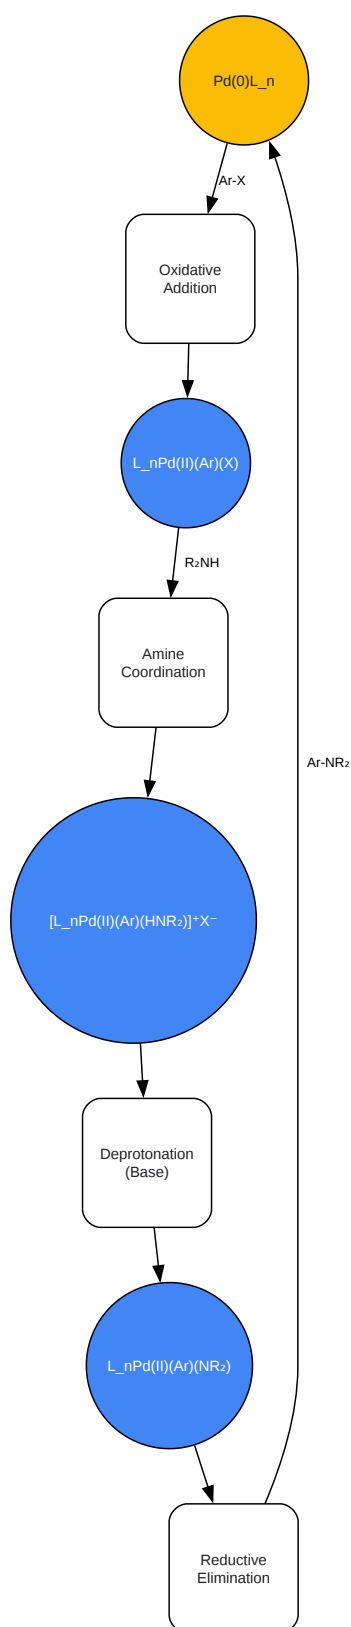 Pd(0)L_n
Ar-X
Oxidative
Addition
L_nPd(II)(Ar)(X)
R₂NH
Amine
Coordination
Ar-NR₂
[L_nPd(II)(Ar)(HNR₂)]⁺X⁻
Deprotonation
(Base)
L_nPd(II)(Ar)(NR₂)
Reductive
Elimination